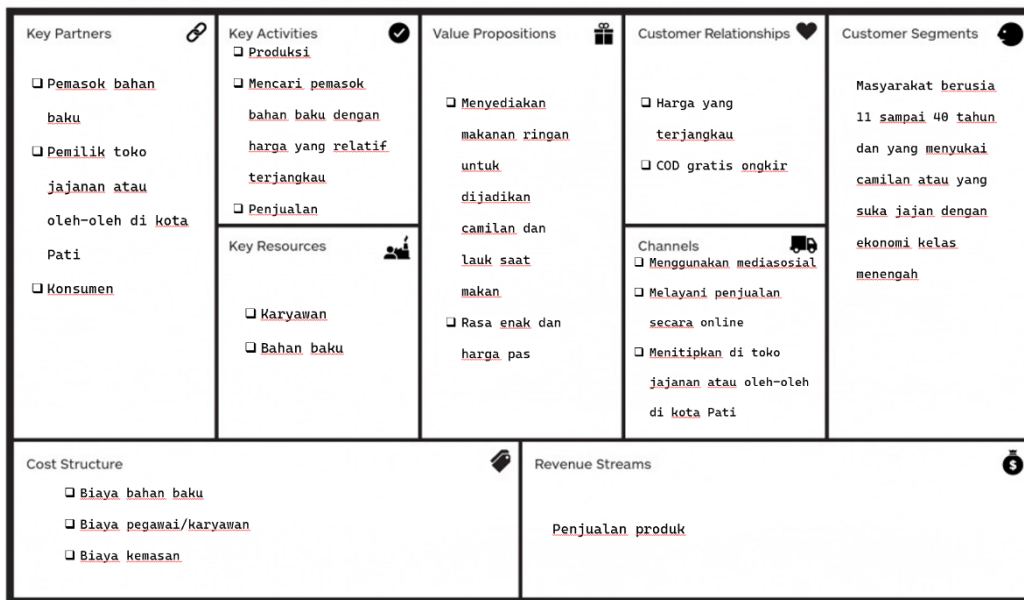 Key Partners
❑ Pemasok bahan
baku
❑ Pemilik toko
jajanan atau
oleh-oleh di kota
Pati
❑ Konsumen
Key Activities
❑ Produksi
❑ Mencari pemasok
bahan baku dengan
harga yang relatif
terjangkau
❑ Penjualan
Key Resources
❑ Karyawan
❑ Bahan baku
Value Propositions
❑ Menyediakan
makanan ringan
untuk
dijadikan
camilan dan
lauk saat
makan
❑ Rasa enak dan
harga pas
Customer Relationships
❑ Harga yang
terjangkau
❑ COD gratis ongkir
Channels
❑ Menggunakan mediasosial
❑ Melayani penjualan
secara online
❑ Menitipkan di toko
jajanan atau oleh-oleh
di kota Pati
Customer Segments
Masyarakat berusia
11 sampai 40 tahun
dan yang menyukai
camilan atau yang
suka jajan dengan
ekonomi kelas
menengah
Cost Structure
❑ Biaya bahan baku
❑ Biaya pegawai/karyawan
❑ Biaya kemasan
Revenue Streams
$
Penjualan produk